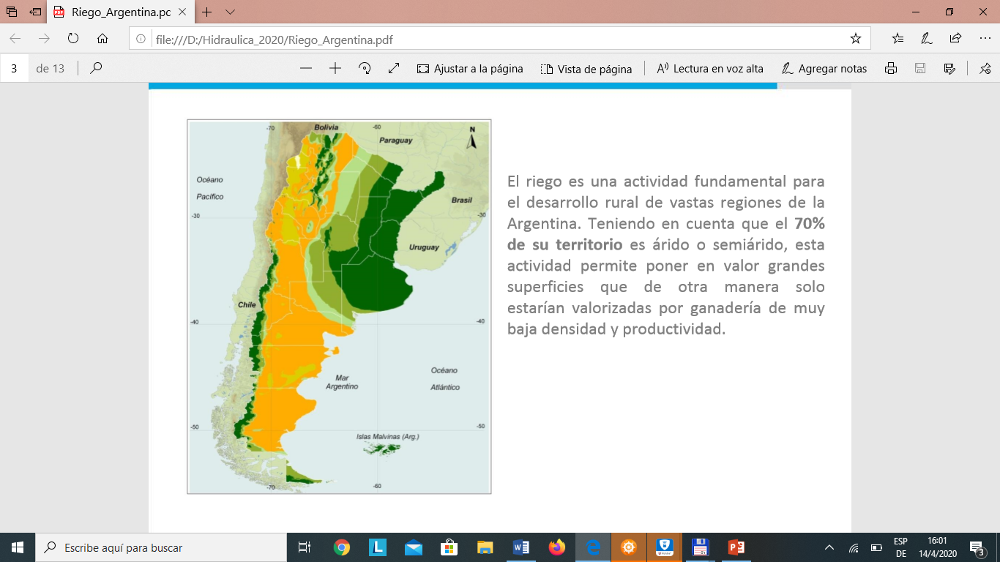 Riego_Argentina.pc
file:///D:/Hidraulica_2020/Riego_Argentina.pdf
3 de 13
Ajustar a la página
Vista de página
Lectura en voz alta
Agregar notas
-70
Bolivia
-60
Paraguay
N
Océano
Pacífico
Brasil
-30
-30
Uruguay
Chile
-40
-40
Océano
Atlántico
Mar
Argentino
-50
-50
Islas Malvinas (Arg.)
-70
-60
El riego es una actividad fundamental para
el desarrollo rural de vastas regiones de la
Argentina. Teniendo en cuenta que el 70%
de su territorio es árido o semiárido, esta
actividad permite poner en valor grandes
superficies que de otra manera solo
estarían valorizadas por ganadería de muy
baja densidad y productividad.
Escribe aquí para buscar
ESP
DE
16:01
14/4/2020
3